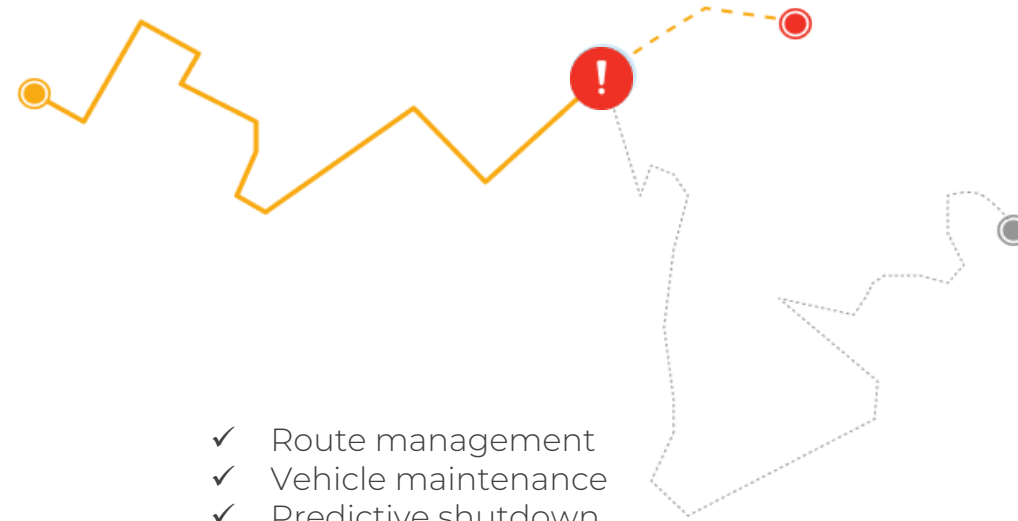 !
✓ Route management
✓ Vehicle maintenance
✓ Predictive shutdown